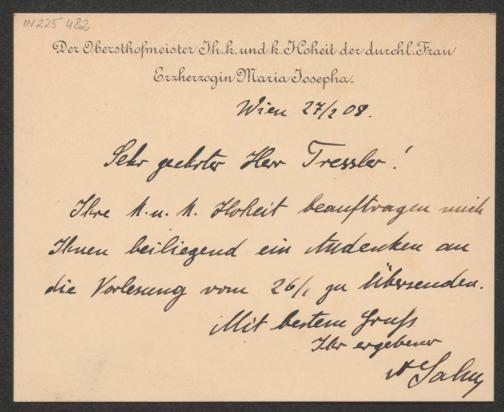 IN 225 482
Der Obersthofmeister Ih. k. und k. Hoheit der durchl. Frau
Erzherzogin Maria Josepha.
Wien 27/2 08.
Sehr geehrter Herr Tressler!
Ihre k. u. k. Hoheit beauftragen mich
Ihnen beiliegend ein Andenken an
die Vorlesung vom 26/ zu übersenden.
Mit bestem Gruß
Ihr ergebener